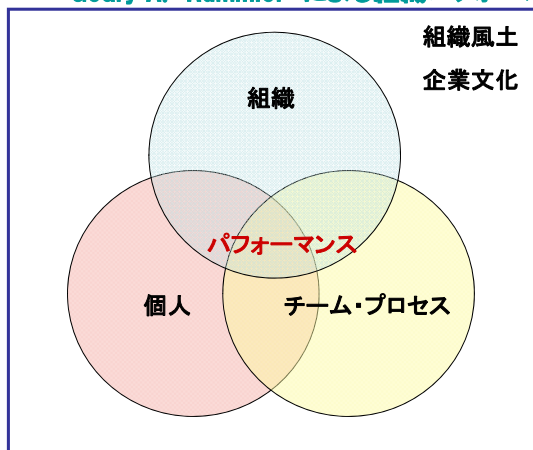 組織風土
企業文化
組織
パフォーマンス
個人
チーム・プロセス